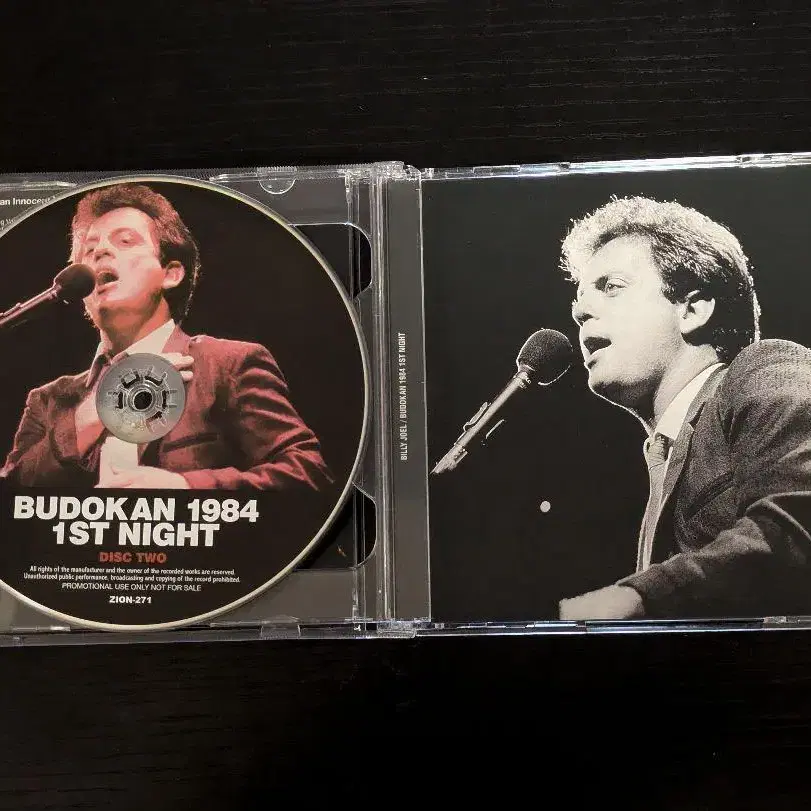 an Innocent
BUDOKAN 1984
1ST NIGHT
DISC TWO
All rights of the manufacturer and the owner of the recorded works are reserved.
Unauthorized public performance, broadcasting and copying of the record prohibited.
PROMOTIONAL USE ONLY NOT FOR SALE
ZION-271
BILLY JOEL / BUDOKAN 1984 1ST NIGHT